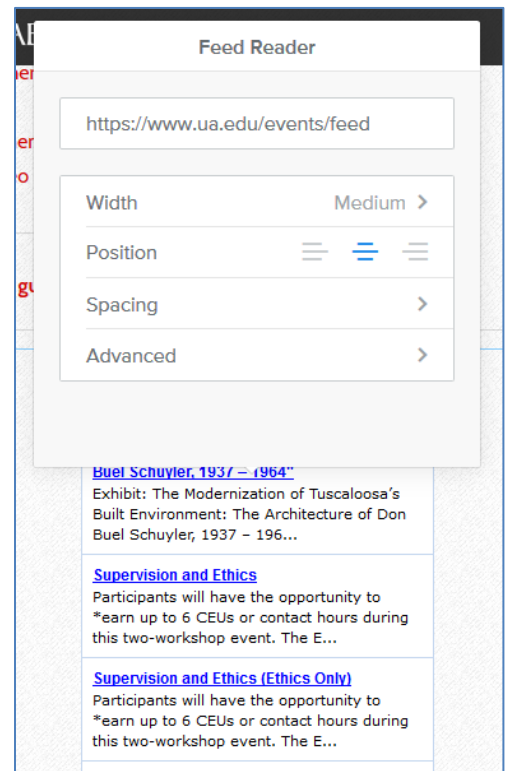 Feed Reader
https://www.ua.edu/events/feed
Width Medium
Position
Spacing
Advanced
Buel Schuyler, 1937 – 1964"
Exhibit: The Modernization of Tuscaloosa's
Built Environment: The Architecture of Don
Buel Schuyler, 1937 – 196...
Supervision and Ethics
Participants will have the opportunity to
*earn up to 6 CEUs or contact hours during
this two-workshop event. The E...
Supervision and Ethics (Ethics Only)
Participants will have the opportunity to
*earn up to 6 CEUs or contact hours during
this two-workshop event. The E...